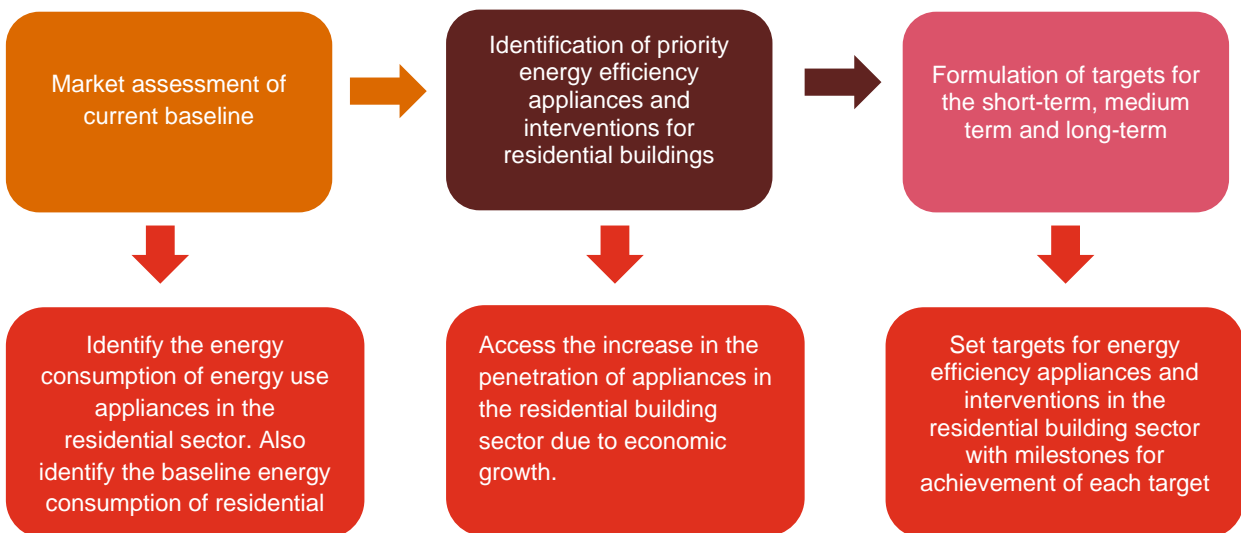 Market assessment of
current baseline
Identification of priority
energy efficiency
appliances and
interventions for
residential buildings
Formulation of targets for
the short-term, medium
term and long-term
Identify the energy
consumption of energy use
appliances in the
residential sector. Also
identify the baseline energy
consumption of residential
Access the increase in the
penetration of appliances in
the residential building
sector due to economic
growth.
Set targets for energy
efficiency appliances and
interventions in the
residential building sector
with milestones for
achievement of each target